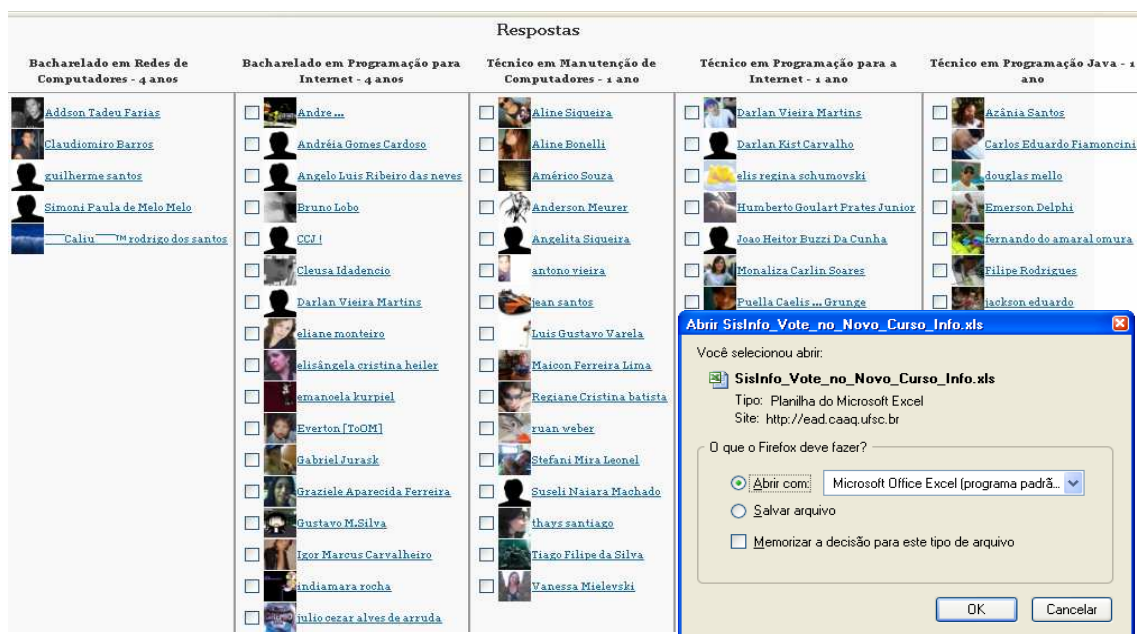 Respostas
Bacharelado em Redes de
Computadores - 4 anos
Addson Tadeu Farias
Claudiomiro Barros
guilherme santos
Simoni Paula de Melo Melo
Caliu TM rodrigo dos santos
Bacharelado em Programação para
Internet - 4 anos
Andre ...
Andréia Gomes Cardoso
Angelo Luis Ribeiro das neves
Bruno Lobo
CCJ !
Cleusa Idadencio
Darlan Vieira Martins
eliane monteiro
elisângela cristina heiler
emanoela kurpiel
Everton [ToOM]
Gabriel Jurask
Graziele Aparecida Ferreira
Gustavo M.Silva
Igor Marcus Carvalheiro
indiamara rocha
julio cezar alves de arruda
Técnico em Manutenção de
Computadores - 1 ano
Aline Siqueira
Aline Bonelli
Américo Souza
Anderson Meurer
Angelita Siqueira
antono vieira
jean santos
Luis Gustavo Varela
Maicon Ferreira Lima
Regiane Cristina batista
ruan weber
Stefani Mira Leonel
Suseli Naiara Machado
thays santiago
Tiago Filipe da Silva
Vanessa Mielevski
Técnico em Programação para a
Internet - 1 ano
Darlan Vieira Martins
Darlan Kist Carvalho
elis regina schumovski
Humberto Goulart Prates Junior
Joao Heitor Buzzi Da Cunha
Monaliza Carlin Soares
Puella Caelis ... Grunge
Técnico em Programação Java - 1
ano
Azânia Santos
Carlos Eduardo Fiamoncini
douglas mello
Emerson Delphi
fernando do amaral omura
Filipe Rodrigues
jackson eduardo
Abrir SisInfo_Vote_no_Novo_Curso_Info.xls
Você selecionou abrir:
SisInfo_Vote_no_Novo_Curso_Info.xls
Tipo: Planilha do Microsoft Excel
Site: http://ead.caaq.ufsc.br
O que o Firefox deve fazer?
Abrir com: Microsoft Office Excel (programa padrã...
Salvar arquivo
Memorizar a decisão para este tipo de arquivo
OK Cancelar